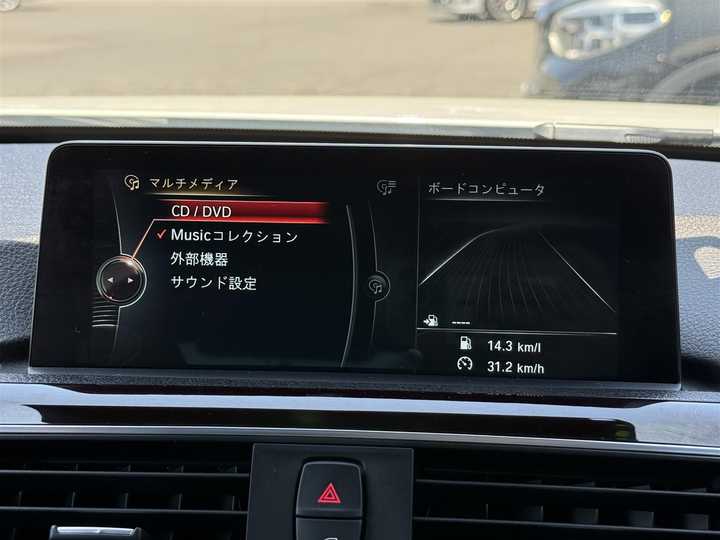 マルチメディア
CD / DVD
Musicコレクション
外部機器
サウンド設定
ボードコンピュータ
----
14.3 km/l
31.2 km/h